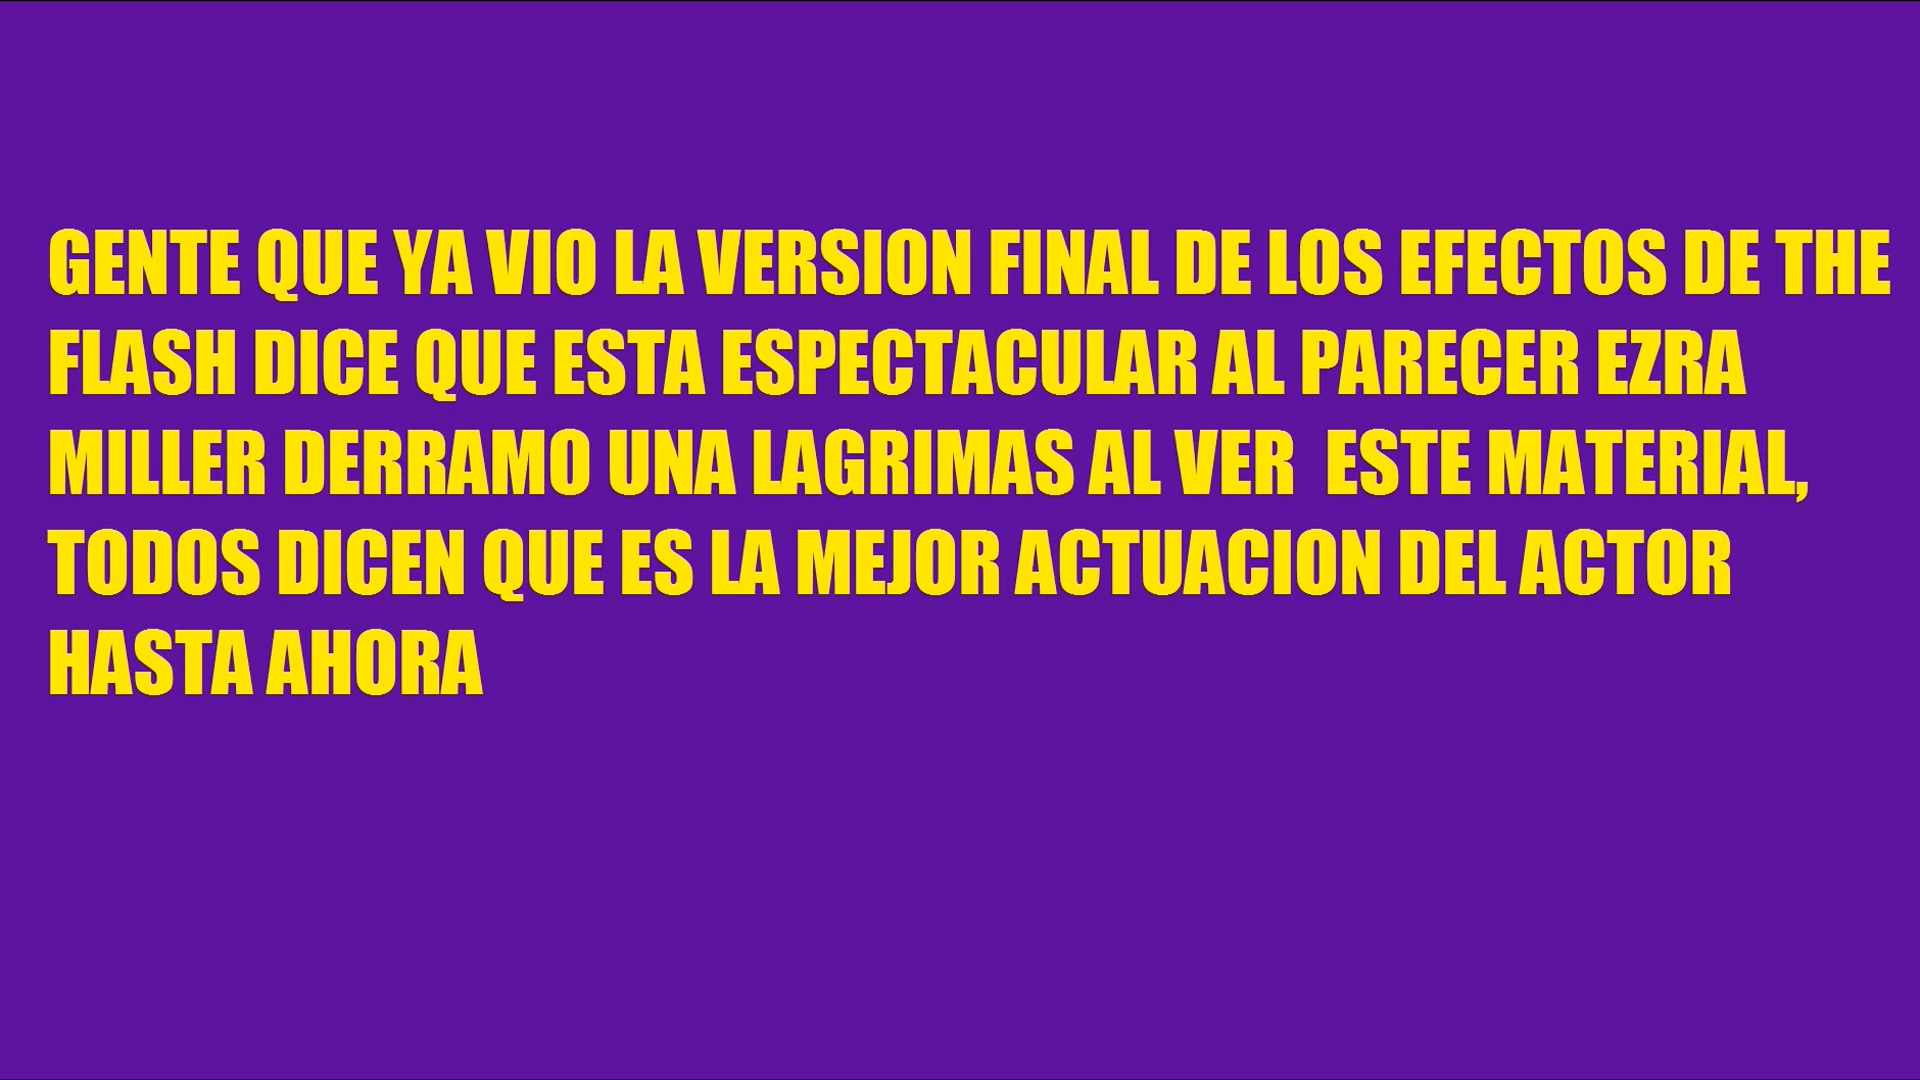 GENTE QUE YA VIO LA VERSION FINAL DE LOS EFECTOS DE THE
FLASH DICE QUE ESTA ESPECTACULAR AL PARECER EZRA
MILLER DERRAMO UNA LAGRIMAS AL VER  ESTE MATERIAL,
TODOS DICEN QUE ES LA MEJOR ACTUACION DEL ACTOR
HASTA AHORA